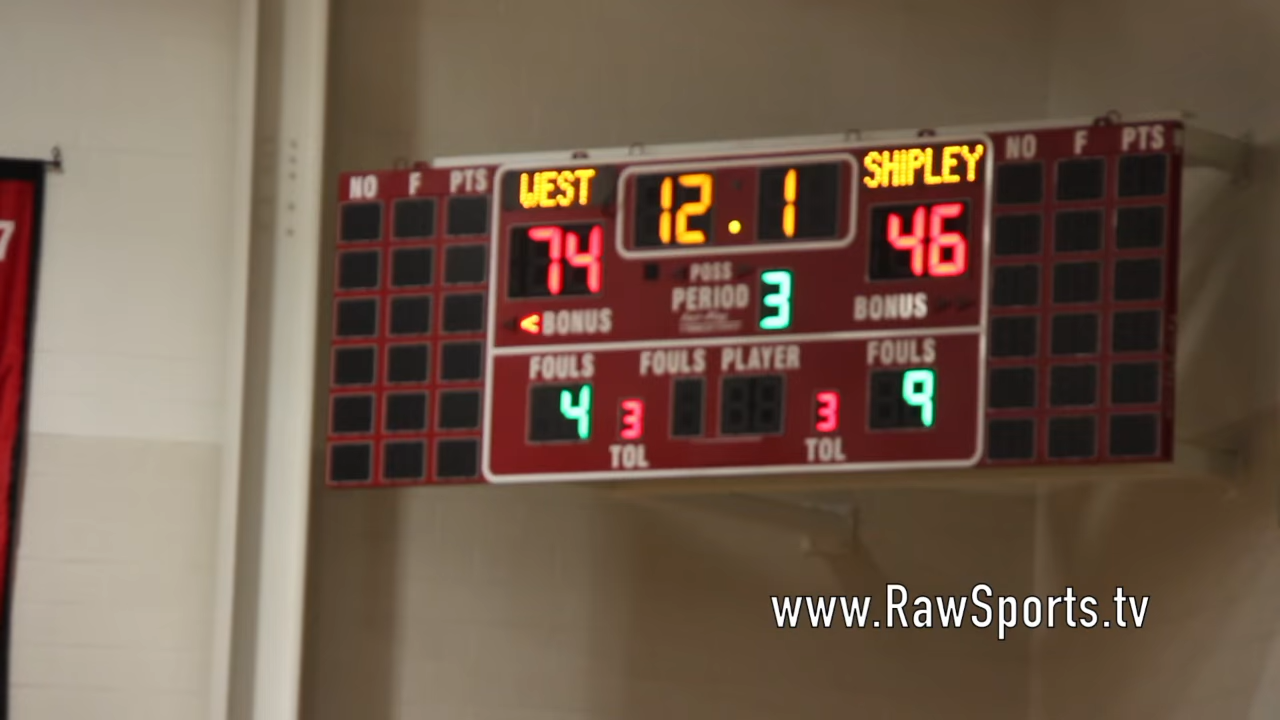 NO F PTS WEST 12.1 SHIPLEY NO F PTS
74 46
POSS
PERIOD 3
< BONUS BONUS
FOULS FOULS PLAYER FOULS
4 3 3 9
TOL TOL
7
www.RawSports.tv